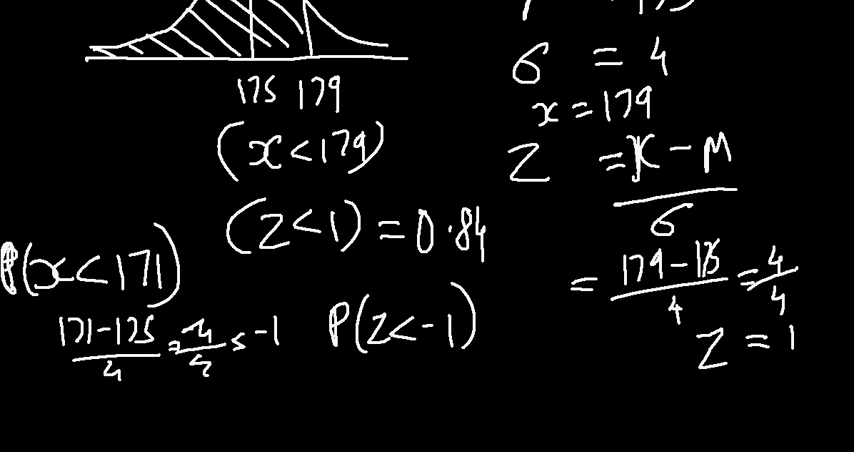 175 179
σ = 4
x = 179
(x < 179)
Z = x - M
σ
(Z < 1) = 0.84
= 179 - 175 = 4
4 4
Z = 1
P(x < 171)
171 - 175 = -4 = -1
4 4
P(Z < -1)